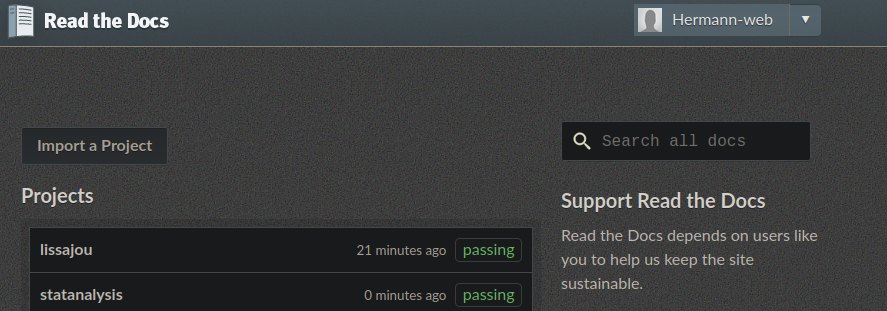 Read the Docs
Hermann-web
Import a Project
Search all docs
Projects
lissajou 21 minutes ago passing
statanalysis 0 minutes ago passing
Support Read the Docs
Read the Docs depends on users like
you to help us keep the site
sustainable.